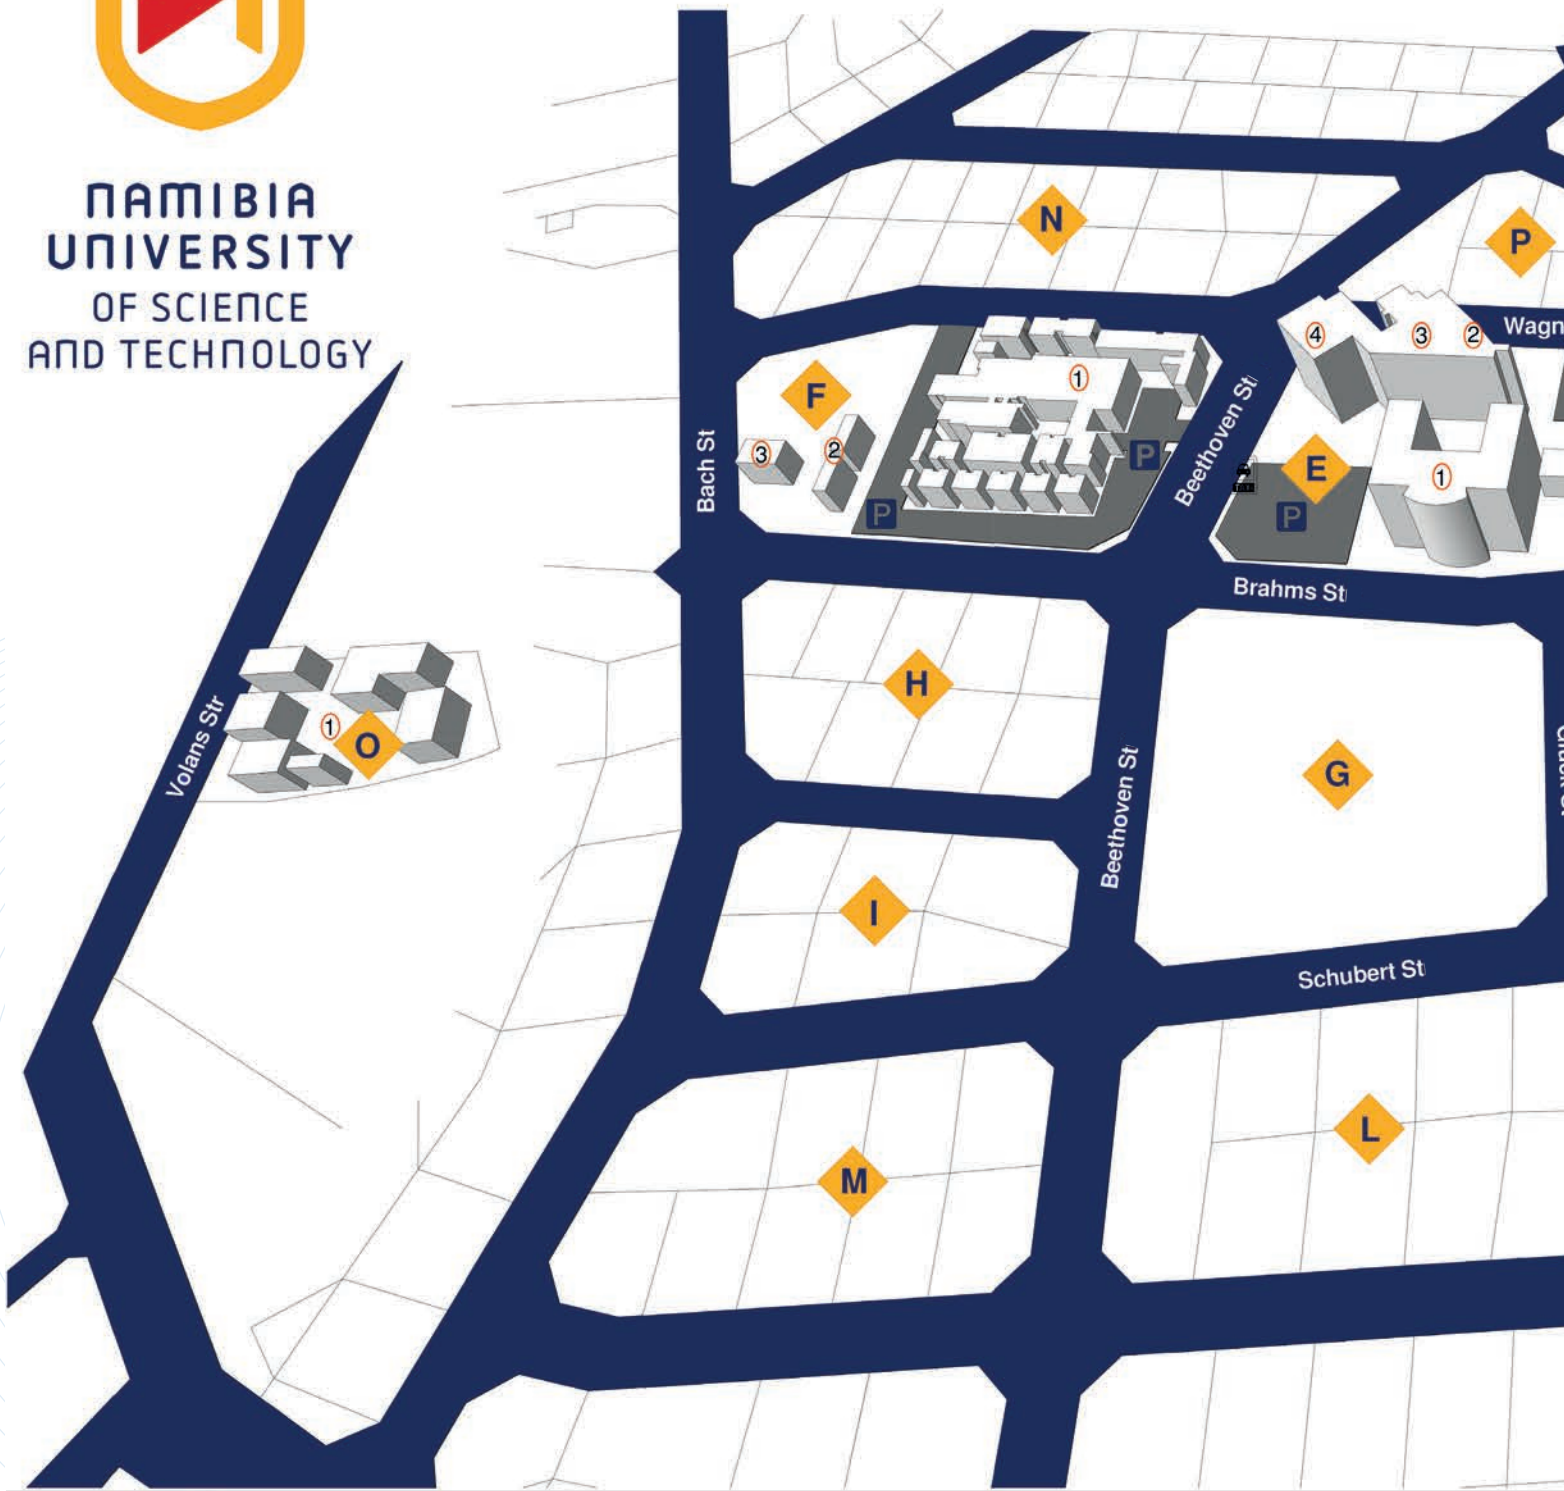 NAMIBIA
UNIVERSITY
OF SCIENCE
AND TECHNOLOGY
N
P
Wagn
4
3
2
1
F
3
2
P
P
Bach St
Beethoven St
E
P
1
Brahms St
H
G
Volans Str
1
O
Beethoven St
I
Schubert St
M
L